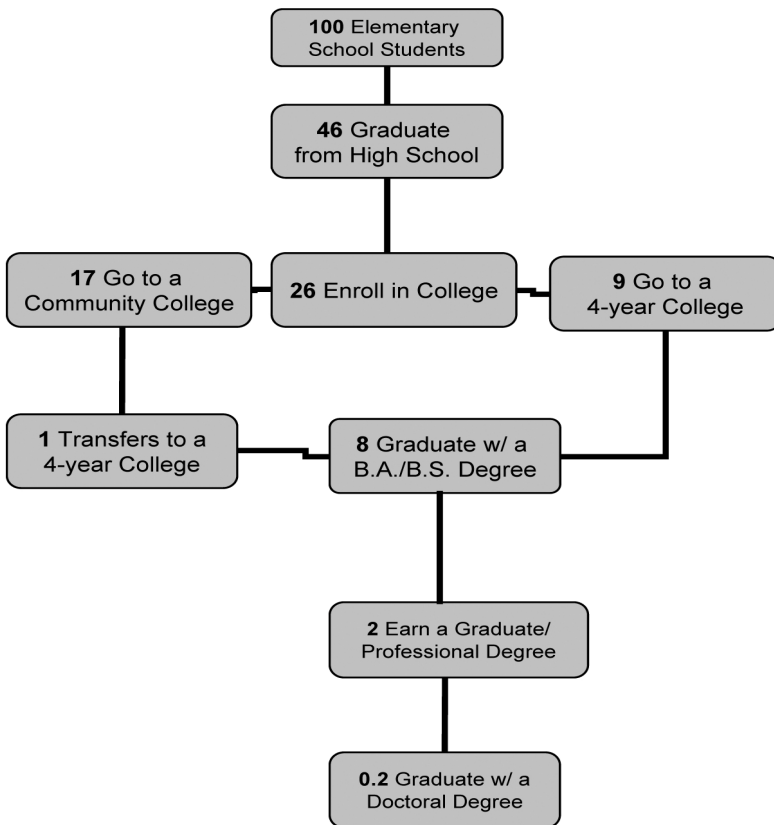 100 Elementary
School Students
46 Graduate
from High School
17 Go to a
Community College
26 Enroll in College
9 Go to a
4-year College
1 Transfers to a
4-year College
8 Graduate w/ a
B.A./B.S. Degree
2 Earn a Graduate/
Professional Degree
0.2 Graduate w/ a
Doctoral Degree